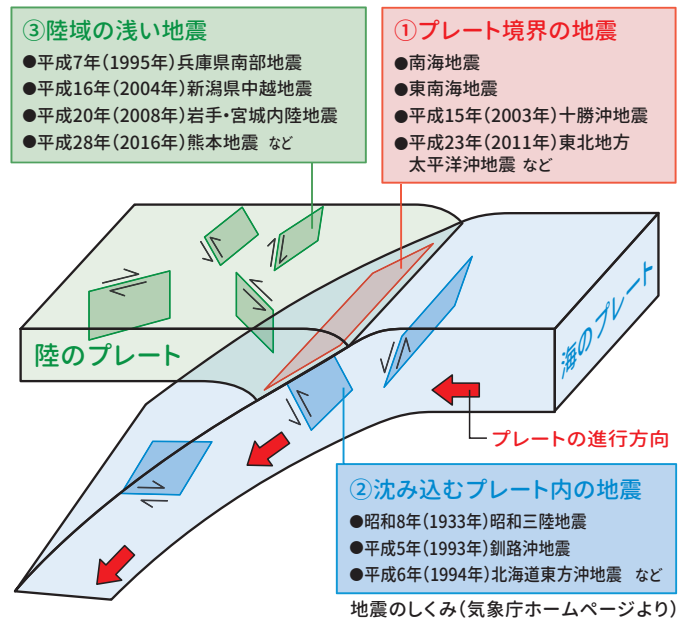 ③陸域の浅い地震
●平成7年(1995年)兵庫県南部地震
●平成16年(2004年)新潟県中越地震
●平成20年(2008年)岩手・宮城内陸地震
●平成28年(2016年)熊本地震 など
①プレート境界の地震
●南海地震
●東南海地震
●平成15年(2003年)十勝沖地震
●平成23年(2011年)東北地方
太平洋沖地震 など
陸のプレート
海のプレート
プレートの進行方向
②沈み込むプレート内の地震
●昭和8年(1933年)昭和三陸地震
●平成5年(1993年)釧路沖地震
●平成6年(1994年)北海道東方沖地震 など
地震のしくみ(気象庁ホームページより)